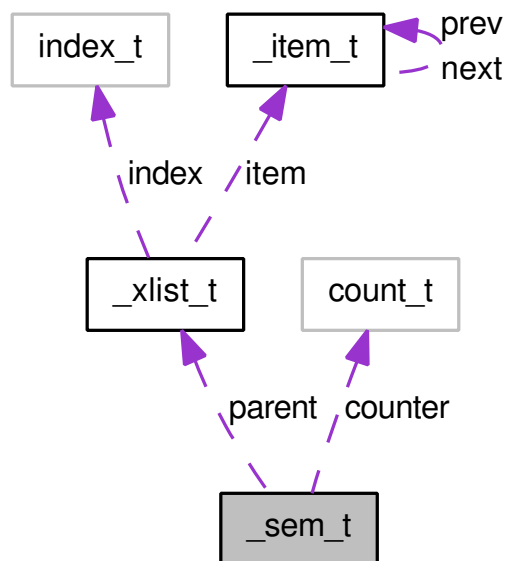 prev
index_t
_item_t
next
index
item
_xlist_t
count_t
parent
counter
_sem_t